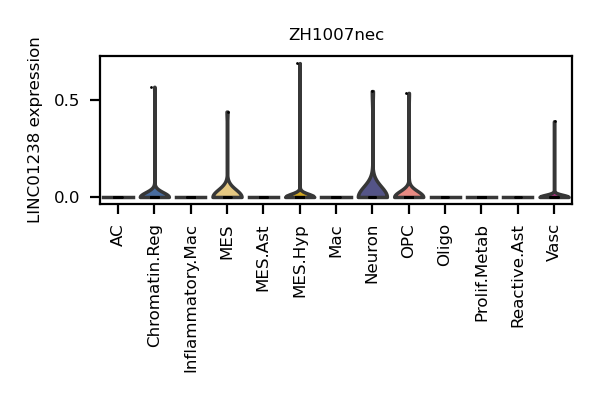 ZH1007nec
LINC01238 expression
0.5
0.0
AC
Chromatin.Reg
Inflammatory.Mac
MES
MES.Ast
MES.Hyp
Mac
Neuron
OPC
Oligo
Prolif.Metab
Reactive.Ast
Vasc